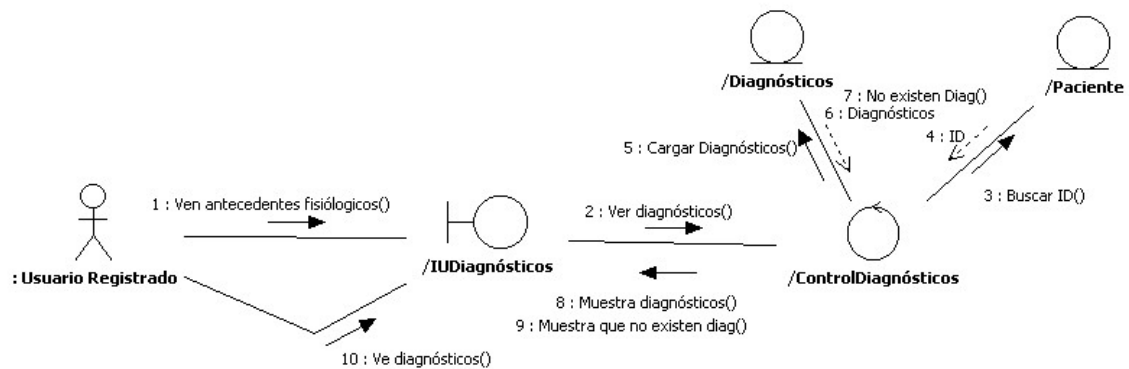 /Diagnósticos
/Paciente
7 : No existen Diag()
6 : Diagnósticos
4 : ID
5 : Cargar Diagnósticos()
3 : Buscar ID()
1 : Ven antecedentes fisiólogicos()
2 : Ver diagnósticos()
: Usuario Registrado
/IUDiagnósticos
/ControlDiagnósticos
8 : Muestra diagnósticos()
9 : Muestra que no existen diag()
10 : Ve diagnósticos()